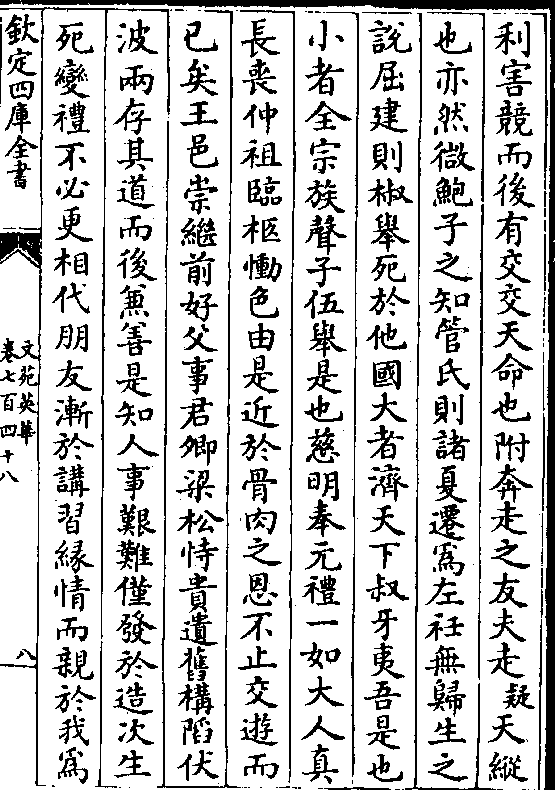 利害競而後有交交天命也附奔走之友夫走疑天縱
也亦然微鮑子之知管氏則諸夏遷為左衽無歸生之
說屈建則椒舉死於他國大者濟天下叔牙夷吾是也
小者全宗族聲子伍舉是也慈明奉元禮一如大人真
長喪仲祖臨柩慟色由是近於骨肉之恩不止交遊而
已矣王邑崇繼前好父事君卿梁松恃貴遺舊構陷伏
波兩存其道而後兼善是知人事艱難僅發於造次生
死變禮不必更相代朋友漸於講習緣情而親於我為
欽定四庫全書
文苑英華
卷七百四十八
八